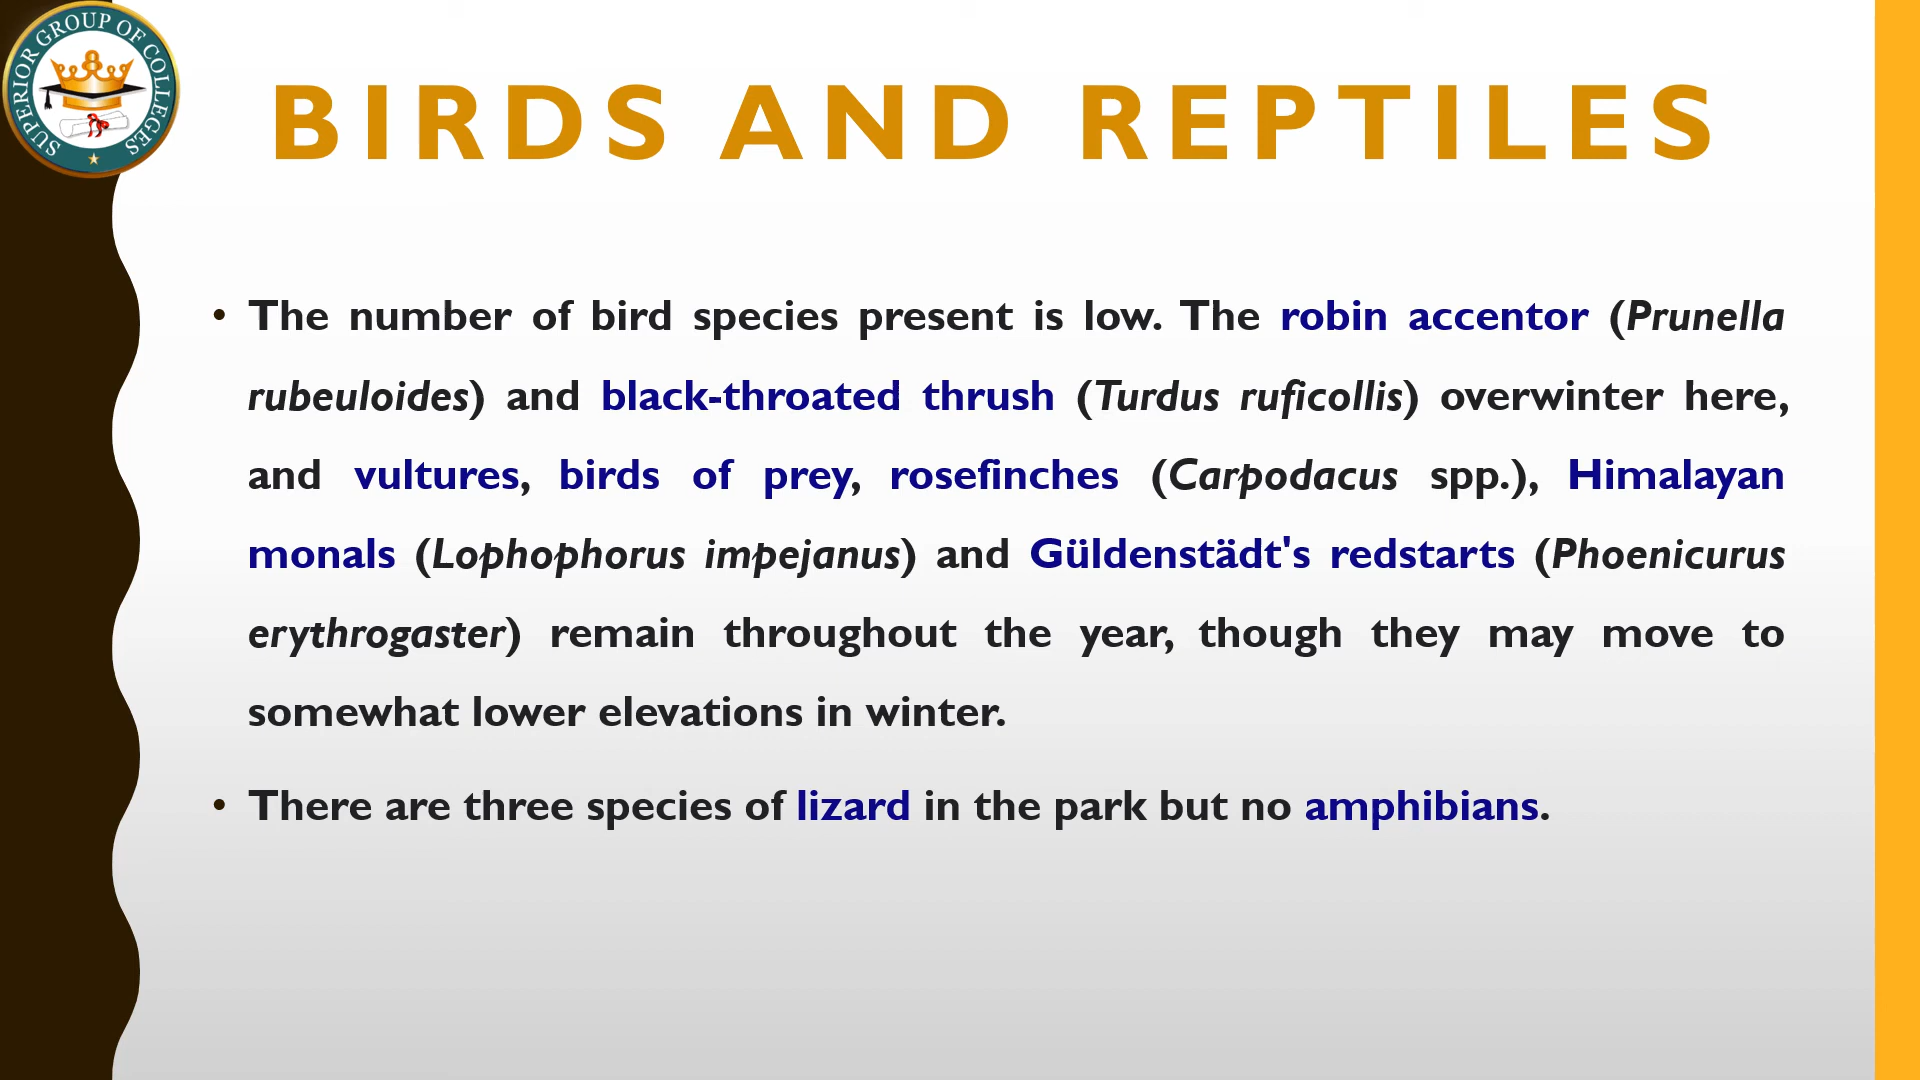 SUPERIOR GROUP OF COLLEGES
BIRDS AND REPTILES
• The number of bird species present is low. The robin accentor (Prunella
rubeuloides) and black-throated thrush (Turdus ruficollis) overwinter here,
and vultures, birds of prey, rosefinches (Carpodacus spp.), Himalayan
monals (Lophophorus impejanus) and Güldenstädt's redstarts (Phoenicurus
erythrogaster) remain throughout the year, though they may move to
somewhat lower elevations in winter.
• There are three species of lizard in the park but no amphibians.